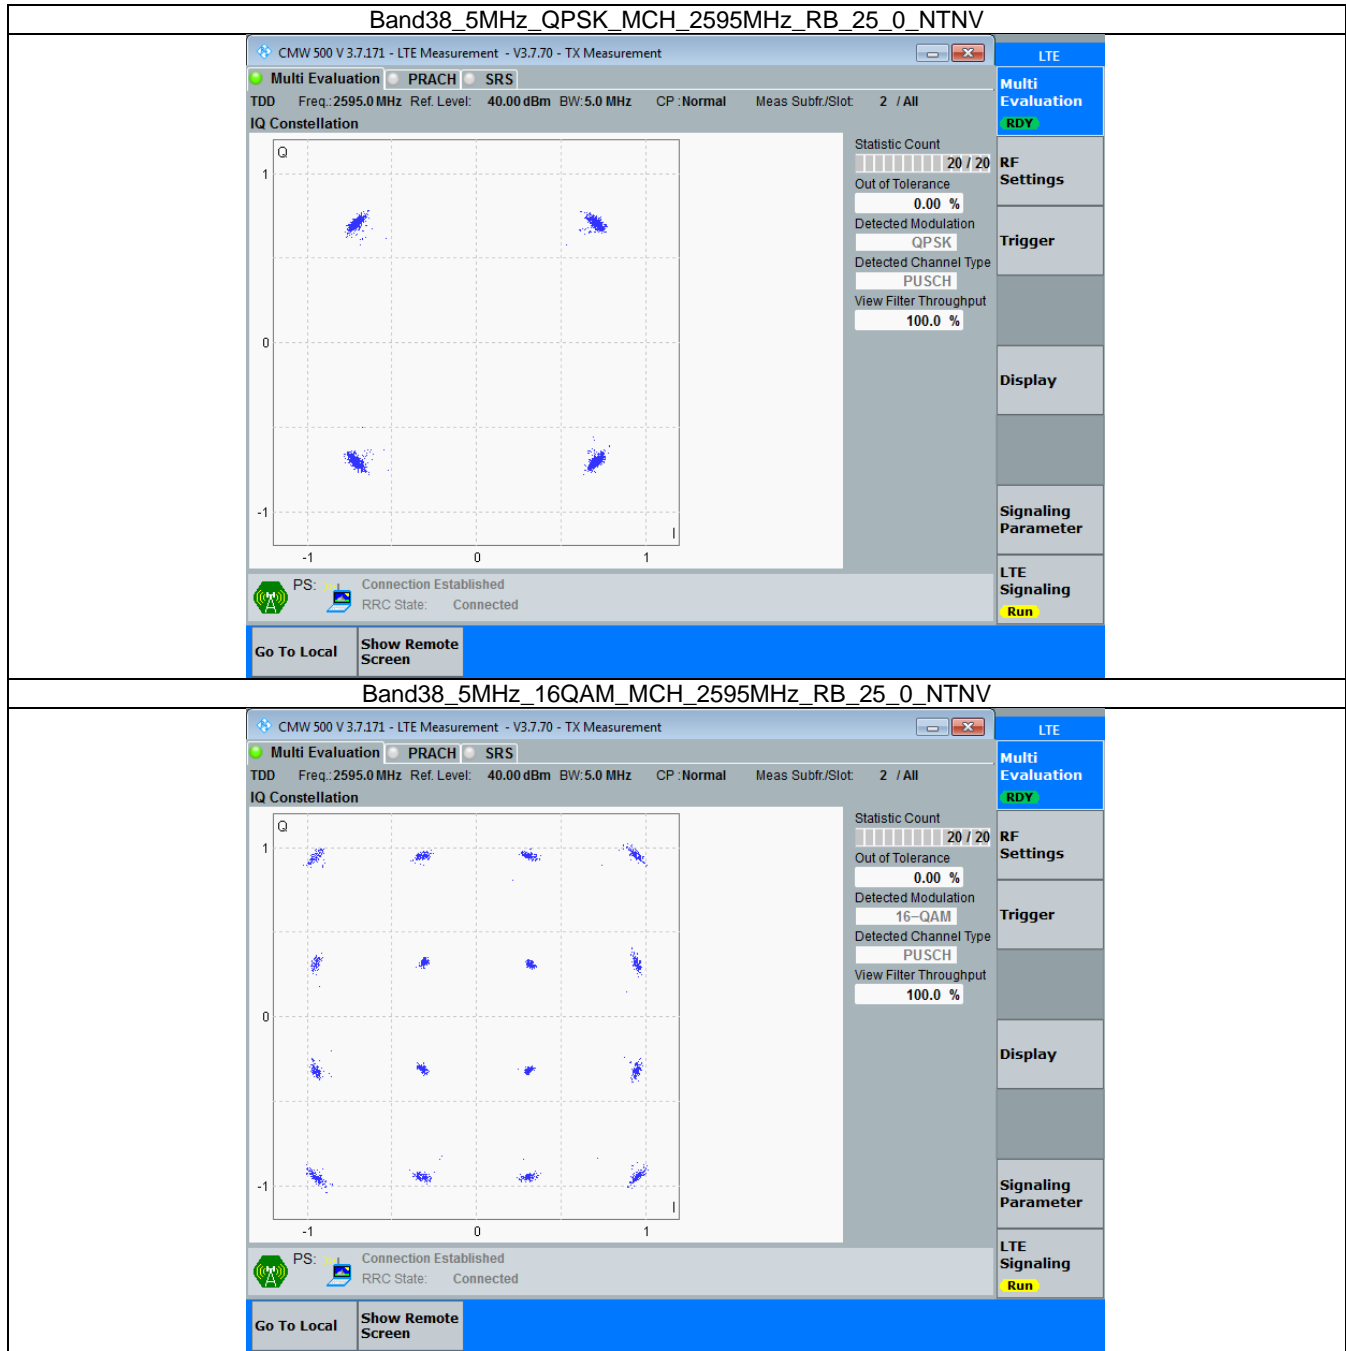 Band38_5MHz_QPSK_MCH_2595MHz_RB_25_0_NTNV
CMW 500 V 3.7.171 - LTE Measurement - V3.7.70 - TX Measurement
LTE
Multi Evaluation PRACH SRS
Multi Evaluation
RDY
TDD Freq.: 2595.0 MHz Ref. Level: 40.00 dBm BW: 5.0 MHz CP : Normal Meas Subfr./Slot: 2 / All
IQ Constellation
Q
1
0
-1
-1 0 1
I
Statistic Count
20 / 20
Out of Tolerance
0.00 %
Detected Modulation
QPSK
Detected Channel Type
PUSCH
View Filter Throughput
100.0 %
RF
Settings
Trigger
Display
Signaling
Parameter
LTE
Signaling
Run
PS: Connection Established
RRC State: Connected
Go To Local
Show Remote
Screen
Band38_5MHz_16QAM_MCH_2595MHz_RB_25_0_NTNV
CMW 500 V 3.7.171 - LTE Measurement - V3.7.70 - TX Measurement
LTE
Multi Evaluation PRACH SRS
Multi
Evaluation
RDY
TDD Freq.: 2595.0 MHz Ref. Level: 40.00 dBm BW: 5.0 MHz CP : Normal Meas Subfr./Slot: 2 / All
IQ Constellation
Q
1
0
-1
-1 0 1
I
Statistic Count
20 / 20
Out of Tolerance
0.00 %
Detected Modulation
16-QAM
Detected Channel Type
PUSCH
View Filter Throughput
100.0 %
RF
Settings
Trigger
Display
Signaling
Parameter
LTE
Signaling
Run
PS: Connection Established
RRC State: Connected
Go To Local
Show Remote
Screen